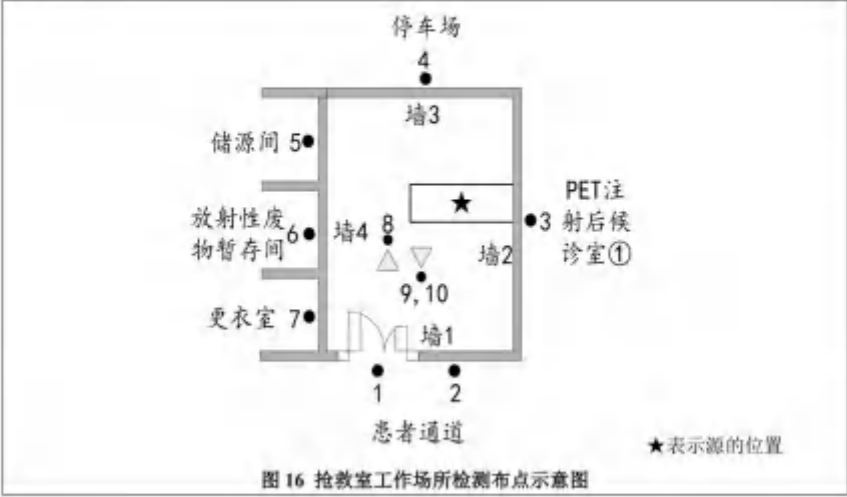 停车场
4
墙3
储源间 5
PET注
射后候
诊室①
3
放射性废
物暂存间
6
墙4
8
墙2
9,10
更衣室 7
墙1
1
2
患者通道
★表示源的位置
图 16 抢救室工作场所检测布点示意图